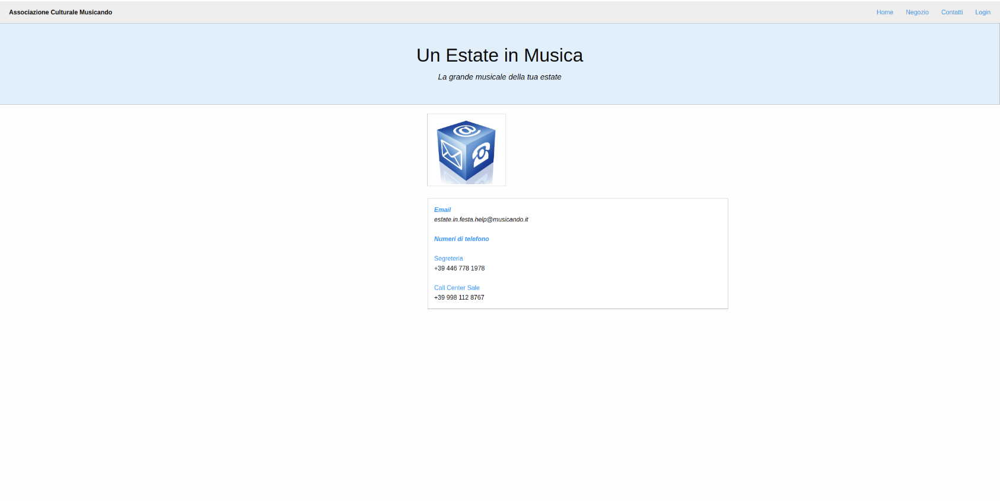 Associazione Culturale Musicando
Home Negozio Contatti Login
Un Estate in Musica
La grande musicale della tua estate
@
Email
estate.in.festa.help@musicando.it
Numeri di telefono
Segreteria
+39 446 778 1978
Call Center Sale
+39 998 112 8767